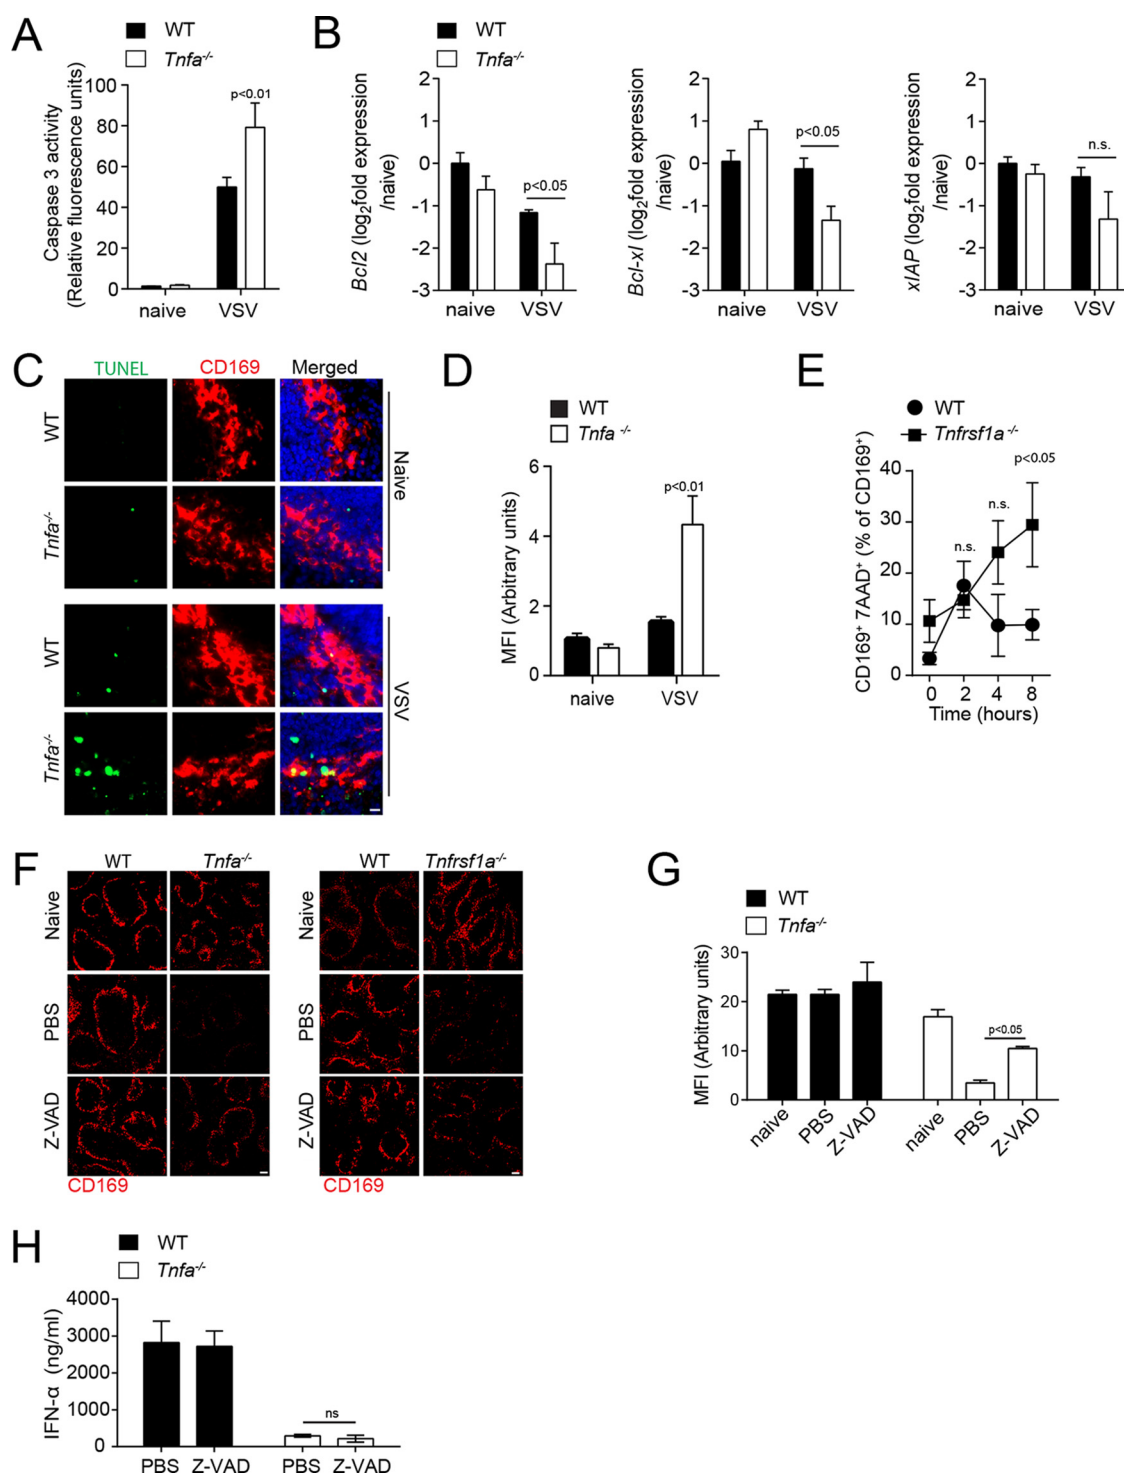 A
WT
Tnfa-/-
Caspase 3 activity
(Relative fluorescence units)
100
80
60
40
20
0
p<0.01
naive
VSV
B
WT
Tnfa-/-
Bcl2 (log2fold expression
/naive)
2
1
0
-1
-2
-3
p<0.05
naive
VSV
Bcl-xl (log2fold expression
/naive)
2
1
0
-1
-2
-3
p<0.05
naive
VSV
xIAP (log2fold expression
/naive)
2
1
0
-1
-2
-3
n.s.
naive
VSV
C
TUNEL
CD169
Merged
WT
Tnfa-/-
Naive
WT
Tnfa-/-
VSV
D
WT
Tnfa -/-
MFI (Arbitrary units)
6
4
2
0
p<0.01
naive
VSV
E
WT
Tnfrsf1a-/-
CD169+ 7AAD+ (% of CD169+)
40
30
20
10
0
n.s.
n.s.
p<0.05
0 2 4 8
Time (hours)
F
WT
Tnfa-/-
WT
Tnfrsf1a-/-
Naive
PBS
Z-VAD
CD169
Naive
PBS
Z-VAD
CD169
G
WT
Tnfa-/-
MFI (Arbitrary units)
30
20
10
0
p<0.05
naive
PBS
Z-VAD
naive
PBS
Z-VAD
H
WT
Tnfa-/-
IFN-α (ng/ml)
4000
3000
2000
1000
0
ns
PBS
Z-VAD
PBS
Z-VAD